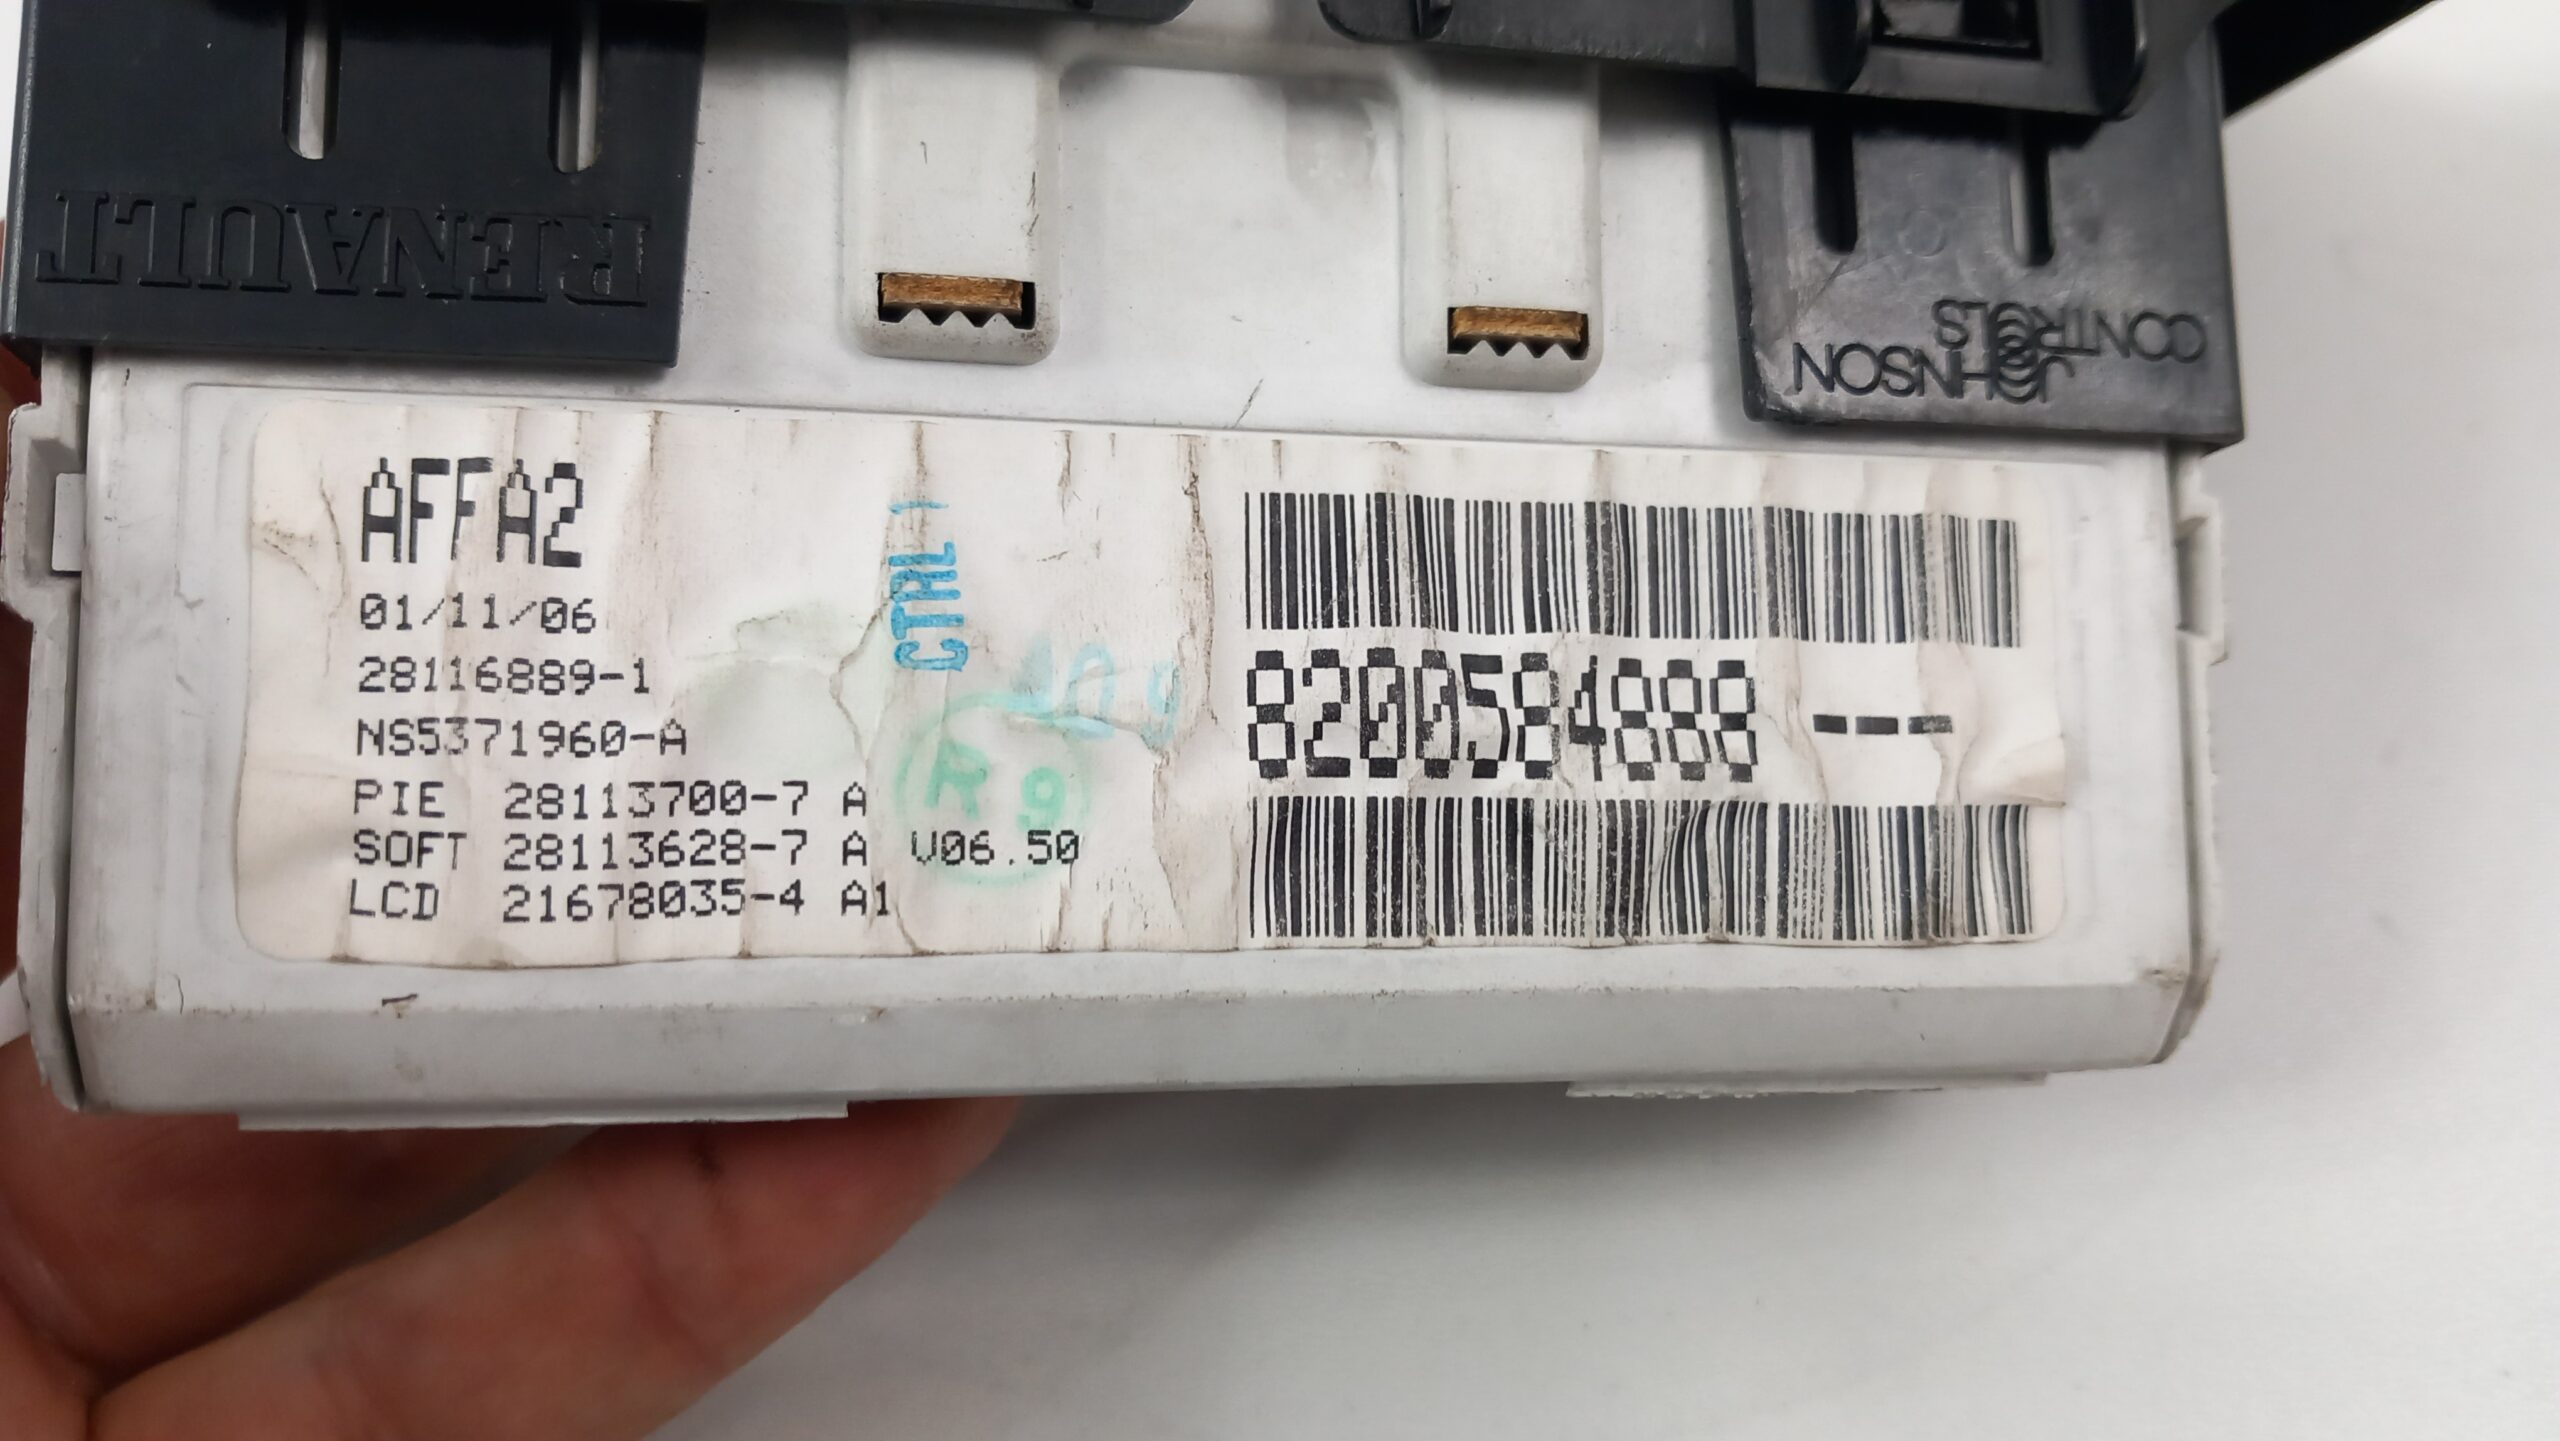 RENAULT
JOHNSON
CONTROLS
AFFA2
01/11/06
28116889-1
NS5371960-A
PIE 28113700-7 A
SOFT 28113628-7 A V06.50
LCD 21678035-4 A1
CTRL
R 9
8200584888 ---